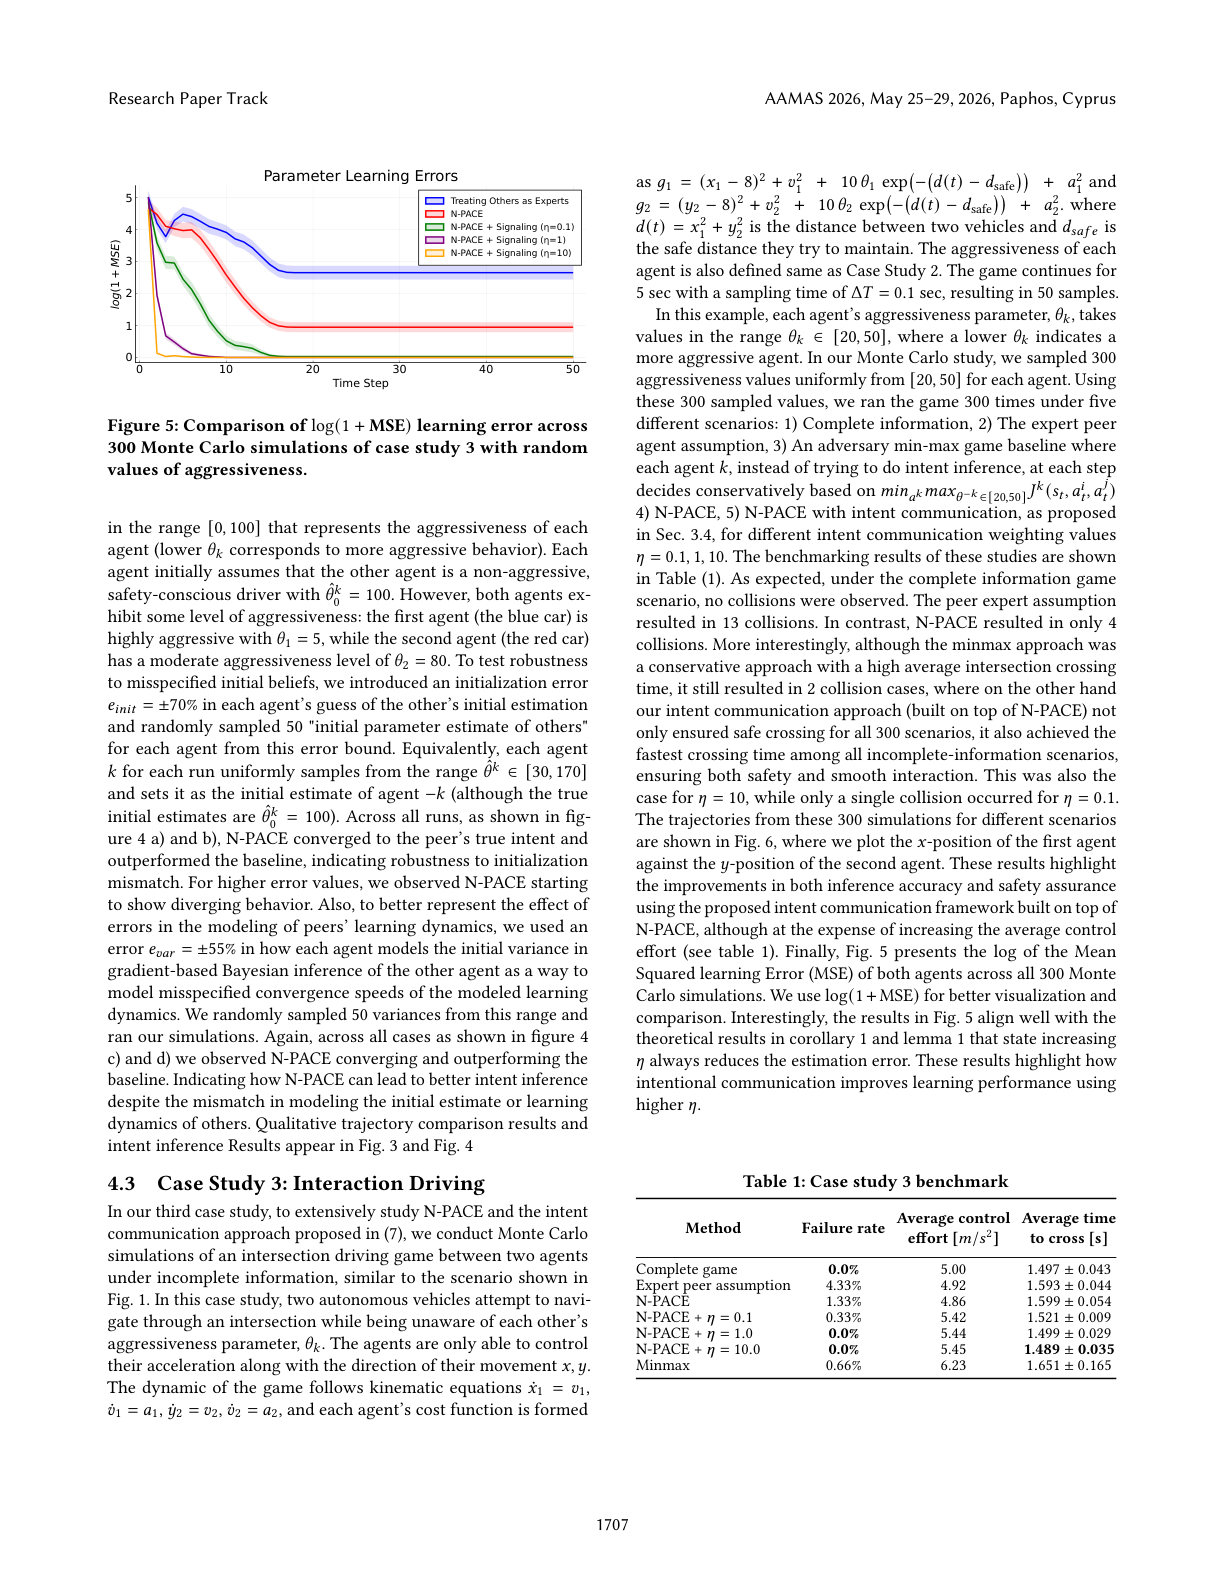 Research Paper Track
AAMAS 2026, May 25–29, 2026, Paphos, Cyprus
Parameter Learning Errors
Treating Others as Experts
N-PACE
N-PACE + Signaling (η=0.1)
N-PACE + Signaling (η=1)
N-PACE + Signaling (η=10)
log(1 + MSE)
5
4
3
2
1
0
0 10 20 30 40 50
Time Step
Figure 5: Comparison of log(1 + MSE) learning error across
300 Monte Carlo simulations of case study 3 with random
values of aggressiveness.
in the range [0, 100] that represents the aggressiveness of each
agent (lower θ_k corresponds to more aggressive behavior). Each
agent initially assumes that the other agent is a non-aggressive,
safety-conscious driver with θ̂_0^k = 100. However, both agents ex-
hibit some level of aggressiveness: the first agent (the blue car) is
highly aggressive with θ_1 = 5, while the second agent (the red car)
has a moderate aggressiveness level of θ_2 = 80. To test robustness
to misspecified initial beliefs, we introduced an initialization error
e_init = ±70% in each agent's guess of the other's initial estimation
and randomly sampled 50 "initial parameter estimate of others"
for each agent from this error bound. Equivalently, each agent
k for each run uniformly samples from the range θ̂^k ∈ [30, 170]
and sets it as the initial estimate of agent −k (although the true
initial estimates are θ̂_0^k = 100). Across all runs, as shown in fig-
ure 4 a) and b), N-PACE converged to the peer's true intent and
outperformed the baseline, indicating robustness to initialization
mismatch. For higher error values, we observed N-PACE starting
to show diverging behavior. Also, to better represent the effect of
errors in the modeling of peers' learning dynamics, we used an
error e_var = ±55% in how each agent models the initial variance in
gradient-based Bayesian inference of the other agent as a way to
model misspecified convergence speeds of the modeled learning
dynamics. We randomly sampled 50 variances from this range and
ran our simulations. Again, across all cases as shown in figure 4
c) and d) we observed N-PACE converging and outperforming the
baseline. Indicating how N-PACE can lead to better intent inference
despite the mismatch in modeling the initial estimate or learning
dynamics of others. Qualitative trajectory comparison results and
intent inference Results appear in Fig. 3 and Fig. 4
4.3 Case Study 3: Interaction Driving
In our third case study, to extensively study N-PACE and the intent
communication approach proposed in (7), we conduct Monte Carlo
simulations of an intersection driving game between two agents
under incomplete information, similar to the scenario shown in
Fig. 1. In this case study, two autonomous vehicles attempt to navi-
gate through an intersection while being unaware of each other's
aggressiveness parameter, θ_k. The agents are only able to control
their acceleration along with the direction of their movement x, y.
The dynamic of the game follows kinematic equations ẋ_1 = v_1,
v̇_1 = a_1, ẏ_2 = v_2, v̇_2 = a_2, and each agent's cost function is formed
as g_1 = (x_1 − 8)^2 + v_1^2 + 10 θ_1 exp(−(d(t) − d_safe)) + a_1^2 and
g_2 = (y_2 − 8)^2 + v_2^2 + 10 θ_2 exp(−(d(t) − d_safe)) + a_2^2. where
d(t) = x_1^2 + y_2^2 is the distance between two vehicles and d_safe is
the safe distance they try to maintain. The aggressiveness of each
agent is also defined same as Case Study 2. The game continues for
5 sec with a sampling time of ΔT = 0.1 sec, resulting in 50 samples.
In this example, each agent's aggressiveness parameter, θ_k, takes
values in the range θ_k ∈ [20, 50], where a lower θ_k indicates a
more aggressive agent. In our Monte Carlo study, we sampled 300
aggressiveness values uniformly from [20, 50] for each agent. Using
these 300 sampled values, we ran the game 300 times under five
different scenarios: 1) Complete information, 2) The expert peer
agent assumption, 3) An adversary min-max game baseline where
each agent k, instead of trying to do intent inference, at each step
decides conservatively based on min_{a^k} max_{θ^{−k}∈[20,50]} J^k(s_t, a_t^i, a_t^j)
4) N-PACE, 5) N-PACE with intent communication, as proposed
in Sec. 3.4, for different intent communication weighting values
η = 0.1, 1, 10. The benchmarking results of these studies are shown
in Table (1). As expected, under the complete information game
scenario, no collisions were observed. The peer expert assumption
resulted in 13 collisions. In contrast, N-PACE resulted in only 4
collisions. More interestingly, although the minmax approach was
a conservative approach with a high average intersection crossing
time, it still resulted in 2 collision cases, where on the other hand
our intent communication approach (built on top of N-PACE) not
only ensured safe crossing for all 300 scenarios, it also achieved the
fastest crossing time among all incomplete-information scenarios,
ensuring both safety and smooth interaction. This was also the
case for η = 10, while only a single collision occurred for η = 0.1.
The trajectories from these 300 simulations for different scenarios
are shown in Fig. 6, where we plot the x-position of the first agent
against the y-position of the second agent. These results highlight
the improvements in both inference accuracy and safety assurance
using the proposed intent communication framework built on top of
N-PACE, although at the expense of increasing the average control
effort (see table 1). Finally, Fig. 5 presents the log of the Mean
Squared learning Error (MSE) of both agents across all 300 Monte
Carlo simulations. We use log(1 + MSE) for better visualization and
comparison. Interestingly, the results in Fig. 5 align well with the
theoretical results in corollary 1 and lemma 1 that state increasing
η always reduces the estimation error. These results highlight how
intentional communication improves learning performance using
higher η.
Table 1: Case study 3 benchmark
Method Failure rate Average control effort [m/s^2] Average time to cross [s]
Complete game 0.0% 5.00 1.497 ± 0.043
Expert peer assumption 4.33% 4.92 1.593 ± 0.044
N-PACE 1.33% 4.86 1.599 ± 0.054
N-PACE + η = 0.1 0.33% 5.42 1.521 ± 0.009
N-PACE + η = 1.0 0.0% 5.44 1.499 ± 0.029
N-PACE + η = 10.0 0.0% 5.45 1.489 ± 0.035
Minmax 0.66% 6.23 1.651 ± 0.165
1707